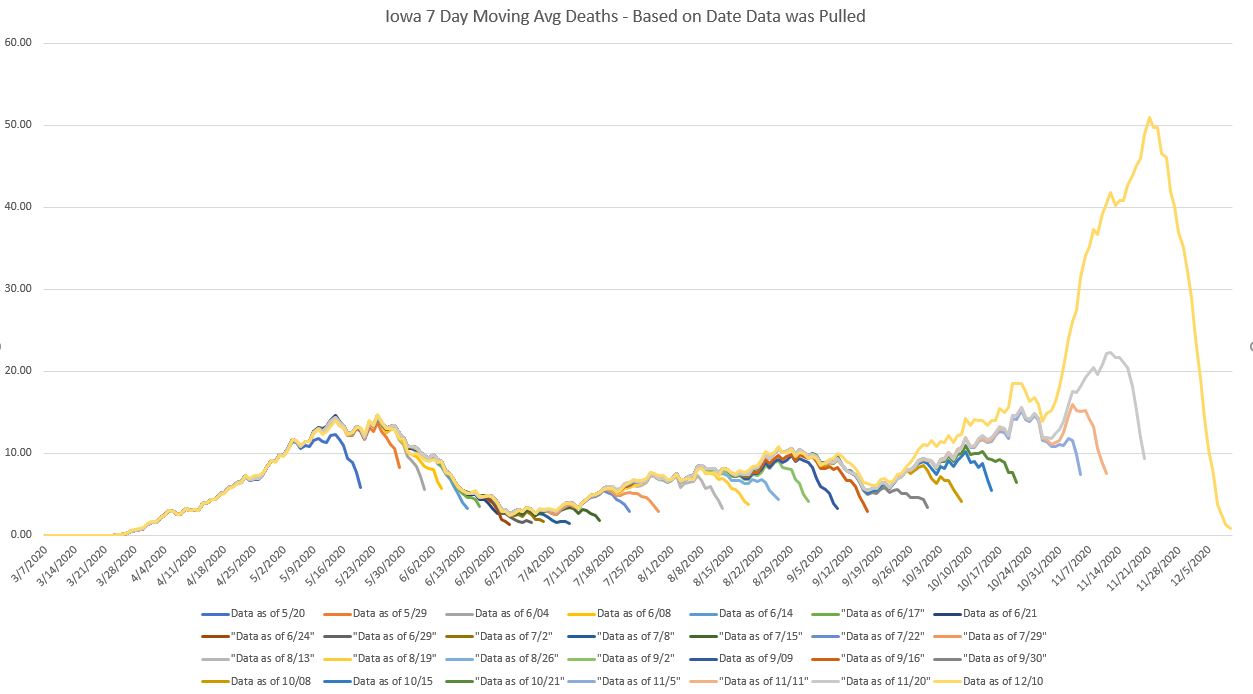 Iowa 7 Day Moving Avg Deaths - Based on Date Data was Pulled
60.00
50.00
40.00
30.00
20.00
10.00
0.00
3/7/2020 3/14/2020 3/21/2020 3/28/2020 4/4/2020 4/11/2020 4/18/2020 4/25/2020 5/2/2020 5/9/2020 5/16/2020 5/23/2020 5/30/2020 6/6/2020 6/13/2020 6/20/2020 6/27/2020 7/4/2020 7/11/2020 7/18/2020 7/25/2020 8/1/2020 8/8/2020 8/15/2020 8/22/2020 8/29/2020 9/5/2020 9/12/2020 9/19/2020 9/26/2020 10/3/2020 10/10/2020 10/17/2020 10/24/2020 10/31/2020 11/7/2020 11/14/2020 11/21/2020 11/28/2020 12/5/2020
Data as of 5/20 Data as of 5/29 Data as of 6/04 Data as of 6/08 Data as of 6/14 "Data as of 6/17" Data as of 6/21
"Data as of 6/24" "Data as of 6/29" "Data as of 7/2" "Data as of 7/8" "Data as of 7/15" "Data as of 7/22" "Data as of 7/29"
"Data as of 8/13" "Data as of 8/19" "Data as of 8/26" "Data as of 9/2" Data as of 9/09 "Data as of 9/16" "Data as of 9/30"
Data as of 10/08 Data as of 10/15 "Data as of 10/21" "Data as of 11/5" "Data as of 11/11" "Data as of 11/20" Data as of 12/10